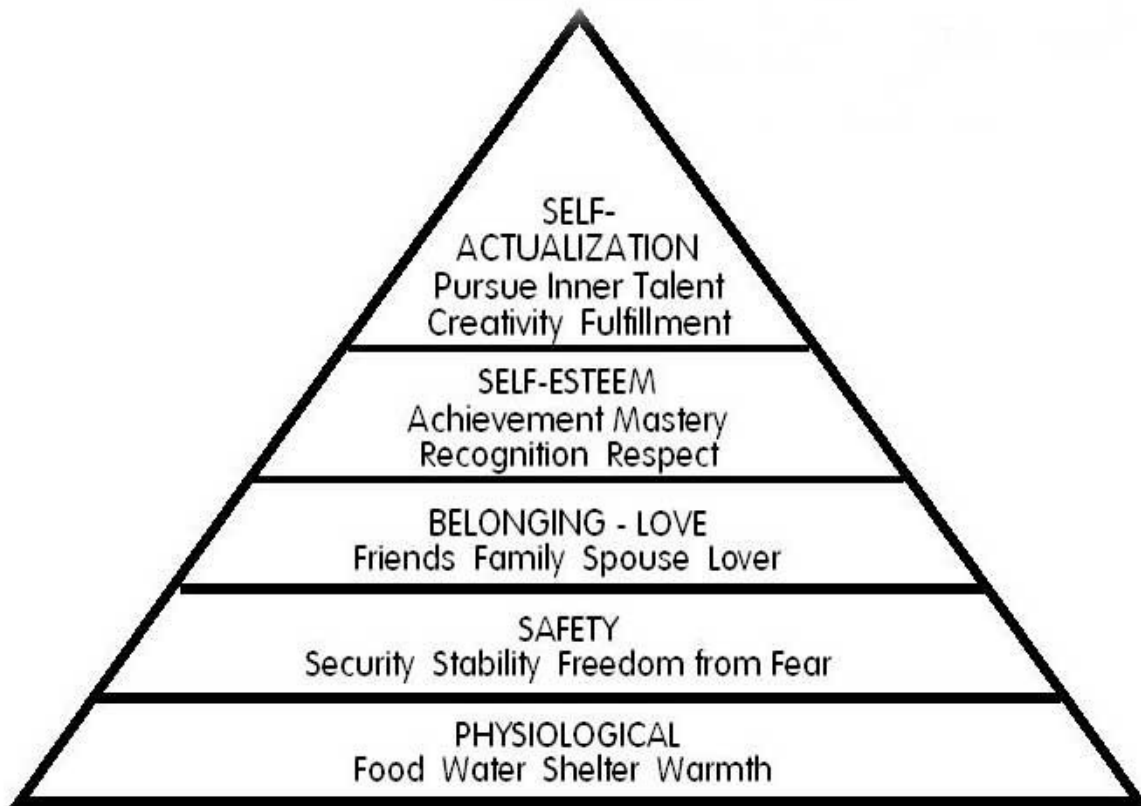 SELF-
ACTUALIZATION
Pursue Inner Talent
Creativity Fulfillment
SELF-ESTEEM
Achievement Mastery
Recognition Respect
BELONGING - LOVE
Friends Family Spouse Lover
SAFETY
Security Stability Freedom from Fear
PHYSIOLOGICAL
Food Water Shelter Warmth